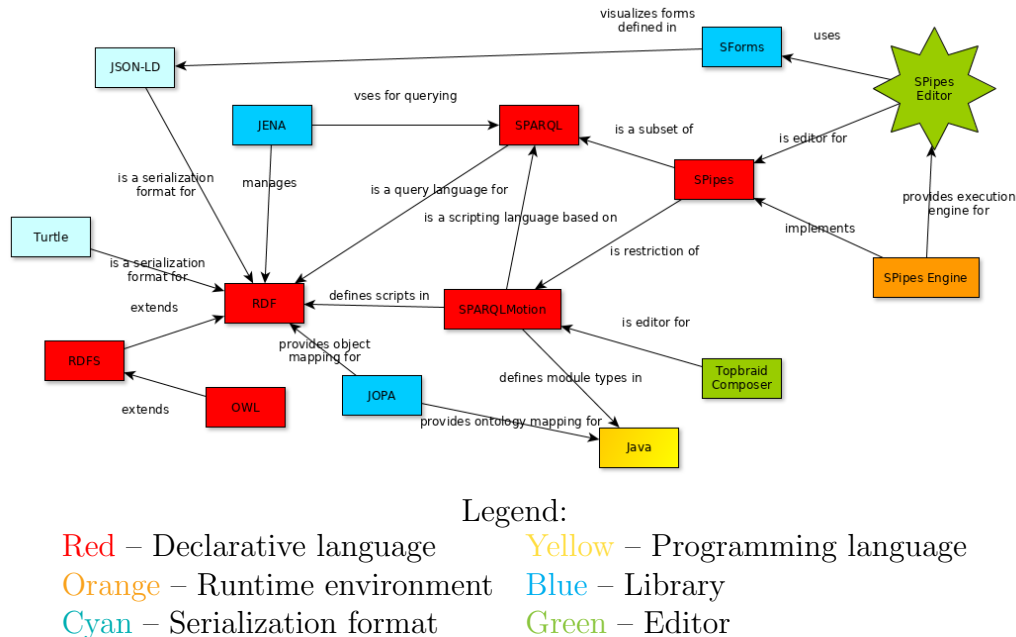 visualizes forms
defined in
SForms
uses
JSON-LD
SPipes
Editor
vses for querying
JENA
SPARQL
is a subset of
is editor for
SPipes
is a serialization
format for
manages
is a query language for
provides execution
engine for
is a scripting language based on
implements
Turtle
is restriction of
is a serialization
format for
SPipes Engine
RDF
defines scripts in
SPARQLMotion
extends
is editor for
provides object
mapping for
RDFS
Topbraid
Composer
defines module types in
JOPA
OWL
extends
provides ontology mapping for
Java
Legend:
Red – Declarative language
Yellow – Programming language
Orange – Runtime environment
Blue – Library
Cyan – Serialization format
Green – Editor